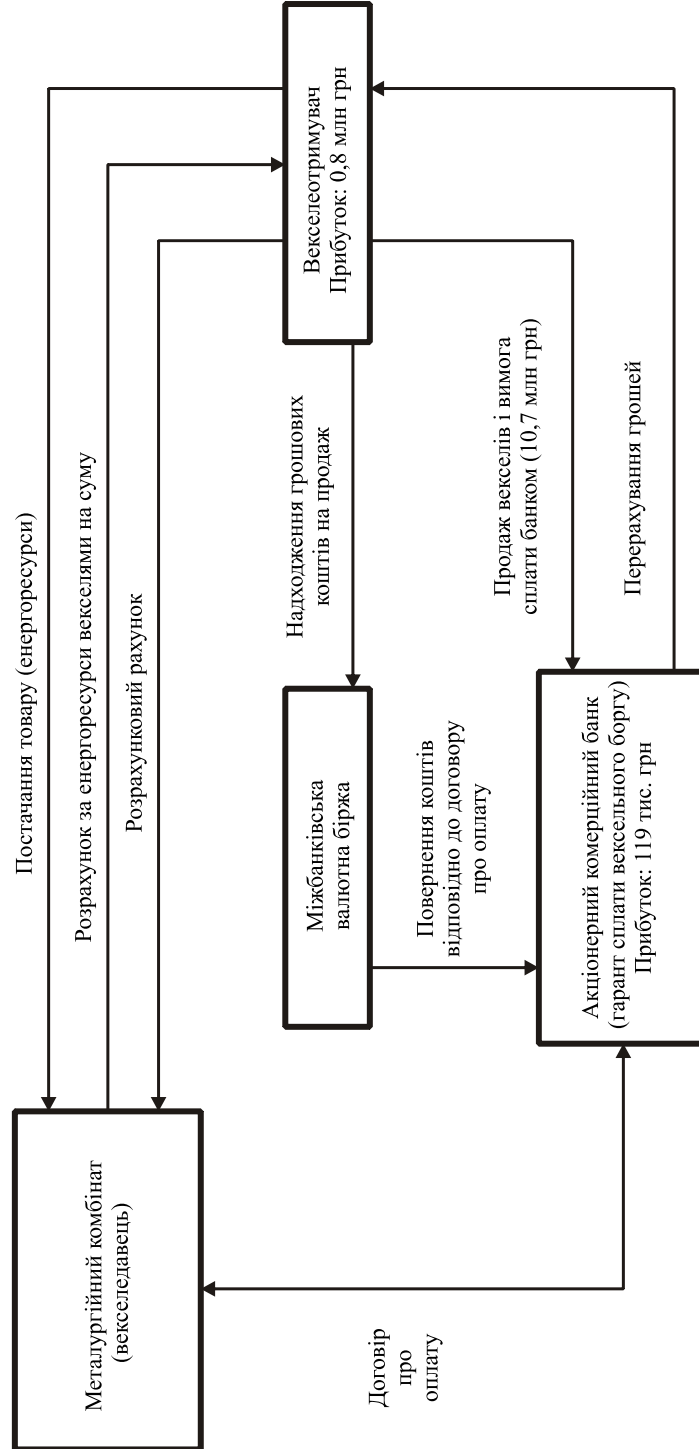 Постачання товару (енергоресурси)
Розрахунок за енергоресурси векселями на суму
Розрахунковий рахунок
Металургійний комбінат
(векселедавець)
Векселеотримувач
Прибуток: 0,8 млн грн
Надходження грошових
коштів на продаж
Міжбанківська
валютна біржа
Повернення коштів
відповідно до договору
про оплату
Продаж векселів і вимога
сплати банком (10,7 млн грн)
Перерахування грошей
Договір
про
оплату
Акціонерний комерційний банк
(гарант сплати вексельного боргу)
Прибуток: 119 тис. грн